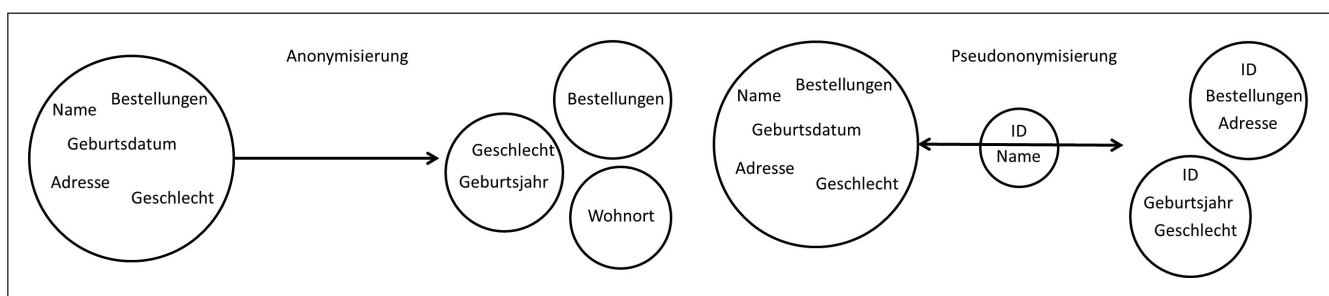 Anonymisierung
Name
Bestellungen
Geburtsdatum
Adresse
Geschlecht
Geschlecht
Geburtsjahr
Bestellungen
Wohnort
Pseudononymisierung
Name
Bestellungen
Geburtsdatum
Adresse
Geschlecht
ID
Name
ID
Bestellungen
Adresse
ID
Geburtsjahr
Geschlecht